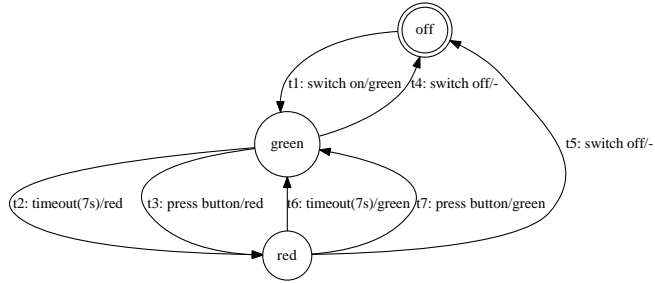 off
t1: switch on/green
t4: switch off/-
green
t5: switch off/-
t2: timeout(7s)/red
t3: press button/red
t6: timeout(7s)/green
t7: press button/green
red